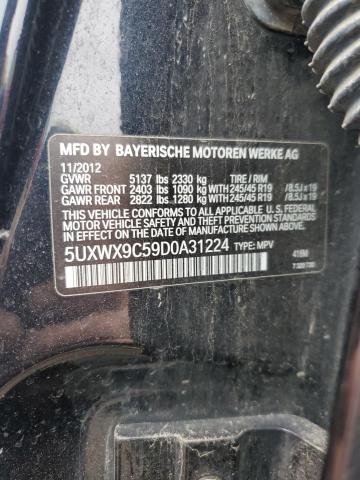 MFD BY BAYERISCHE MOTOREN WERKE AG
11/2012
GVWR 5137 lbs 2330 kg TIRE / RIM
GAWR FRONT 2403 lbs 1090 kg WITH 245/45 R19 /8.5J x 19
GAWR REAR 2822 lbs 1280 kg WITH 245/45 R19 /8.5J x 19
THIS VEHICLE CONFORMS TO ALL APPLICABLE
U.S. FEDERAL MOTOR VEHICLE SAFETY
STANDARDS IN EFFECT ON THE DATE
OF MANUFACTURE SHOWN ABOVE.
5UXWX9C59D0A31224 TYPE: MPV